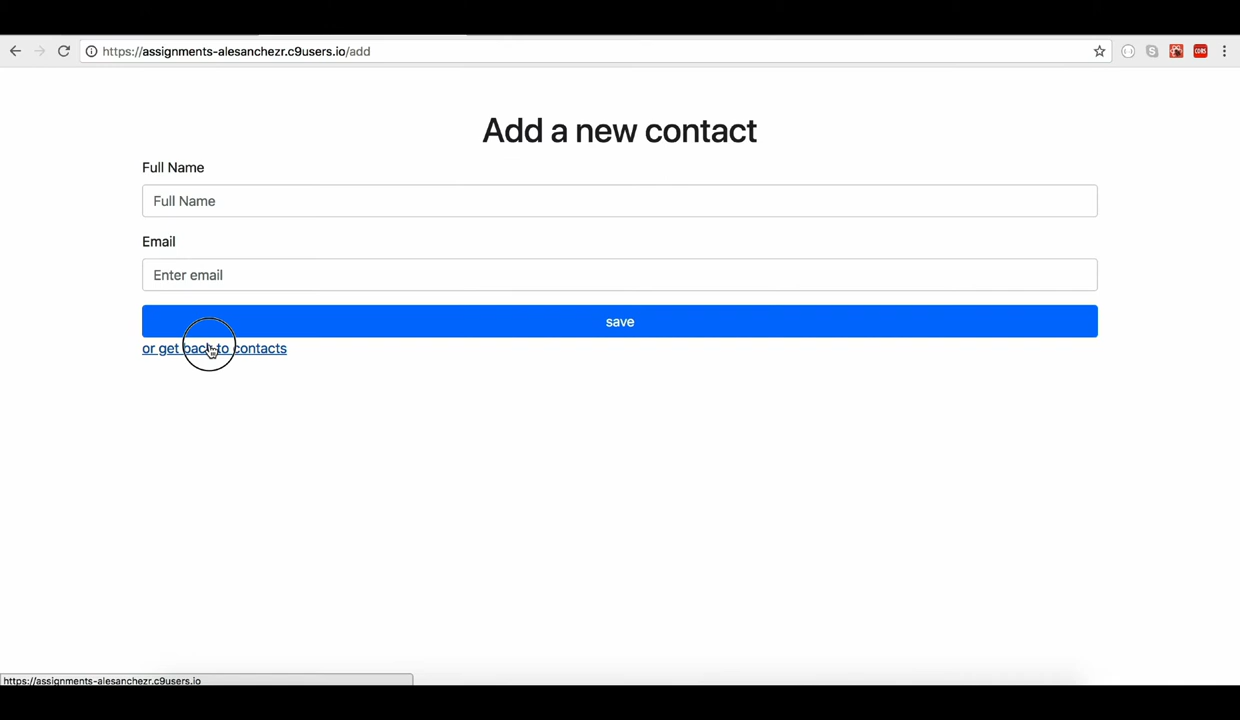 https://assignments-alesanchezr.c9users.io/add
CORS
Add a new contact
Full Name
Full Name
Email
Enter email
save
or get back to contacts
https://assignments-alesanchezr.c9users.io